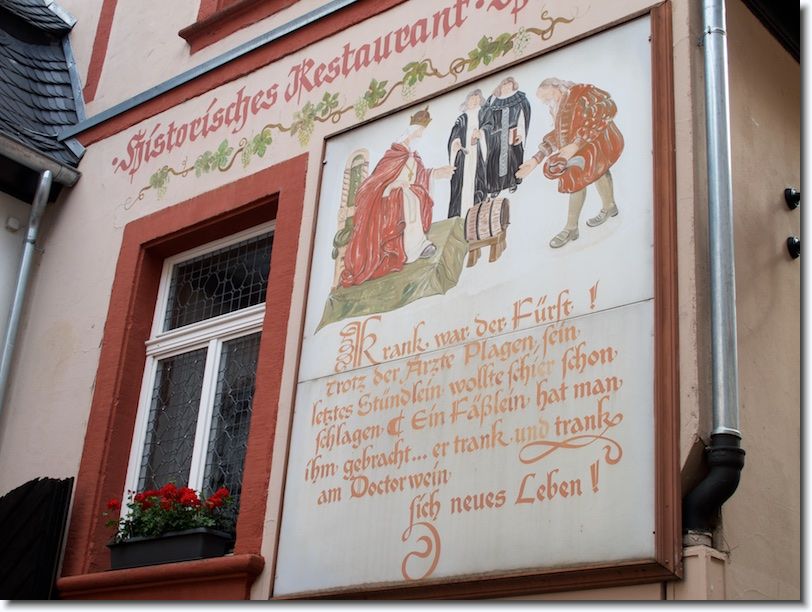 · Historisches Restaurant ·
Krank war der Fürst !
trotz der Ärzte Plagen, sein
letztes Stündlein wollte schier schon
schlagen · ¶ Ein Fäßlein hat man
ihm gebracht... er trank und trank
am Doctorwein
sich neues Leben !